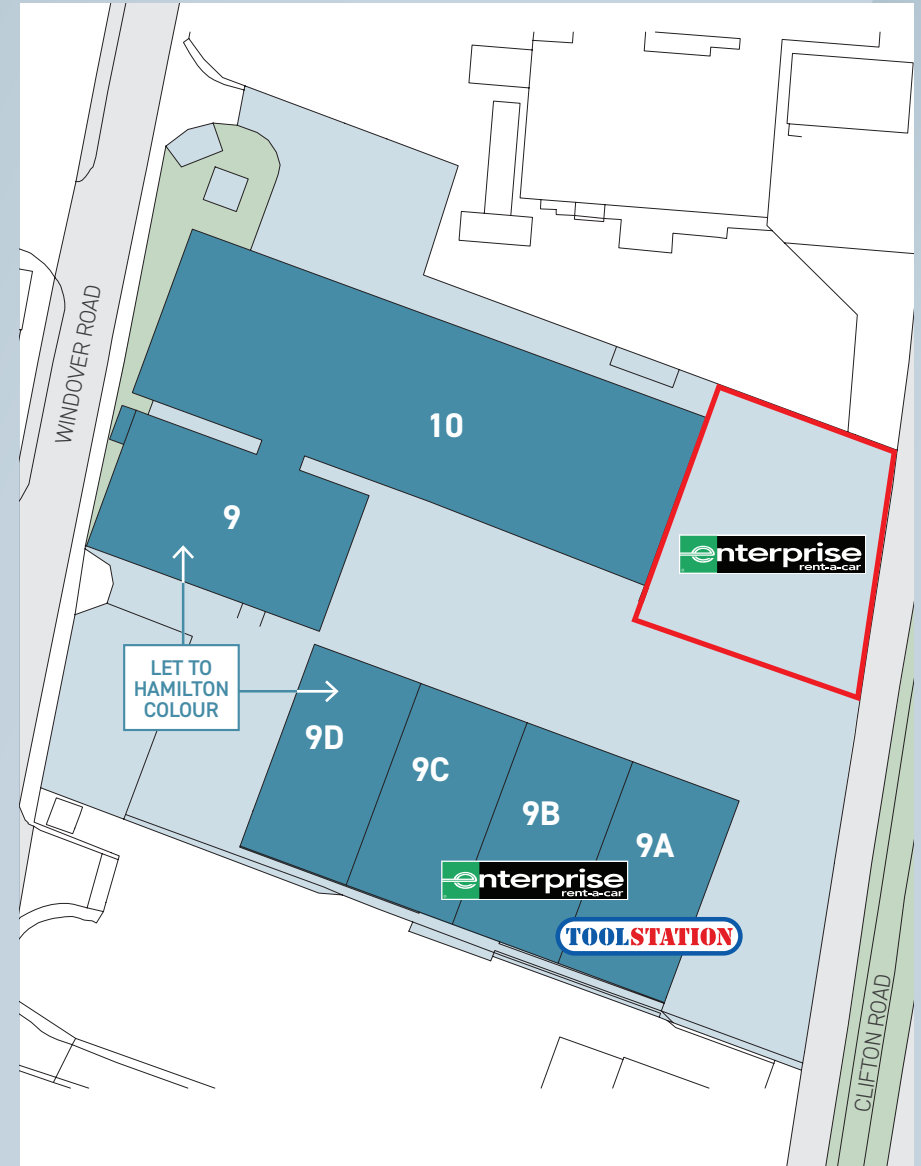 WINDOVER ROAD
10
9
enterprise
rent-a-car
LET TO
HAMILTON
COLOUR
9D
9C
9B
9A
enterprise
rent-a-car
TOOLSTATION
CLIFTON ROAD